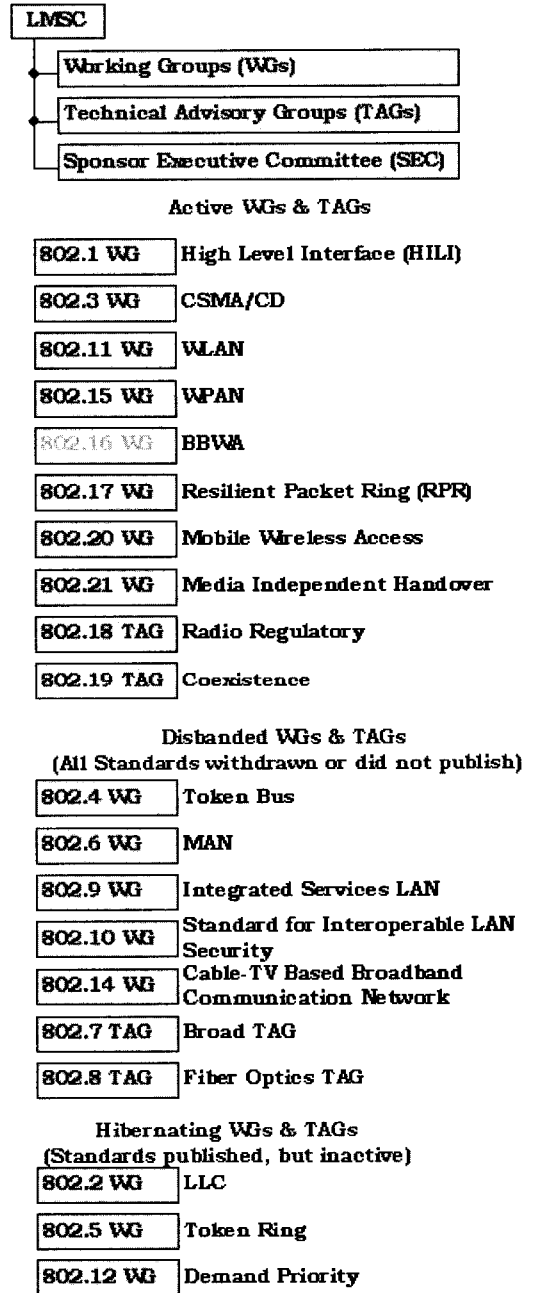 LMSC
Working Groups (WGs)
Technical Advisory Groups (TAGs)
Sponsor Executive Committee (SEC)
Active WGs & TAGs
802.1 WG High Level Interface (HILI)
802.3 WG CSMA/CD
802.11 WG WLAN
802.15 WG WPAN
802.16 WG BBWA
802.17 WG Resilient Packet Ring (RPR)
802.20 WG Mobile Wireless Access
802.21 WG Media Independent Handover
802.18 TAG Radio Regulatory
802.19 TAG Coexistence
Disbanded WGs & TAGs
(All Standards withdrawn or did not publish)
802.4 WG Token Bus
802.6 WG MAN
802.9 WG Integrated Services LAN
802.10 WG Standard for Interoperable LAN
Security
802.14 WG Cable-TV Based Broadband
Communication Network
802.7 TAG Broad TAG
802.8 TAG Fiber Optics TAG
Hibernating WGs & TAGs
(Standards published, but inactive)
802.2 WG LLC
802.5 WG Token Ring
802.12 WG Demand Priority